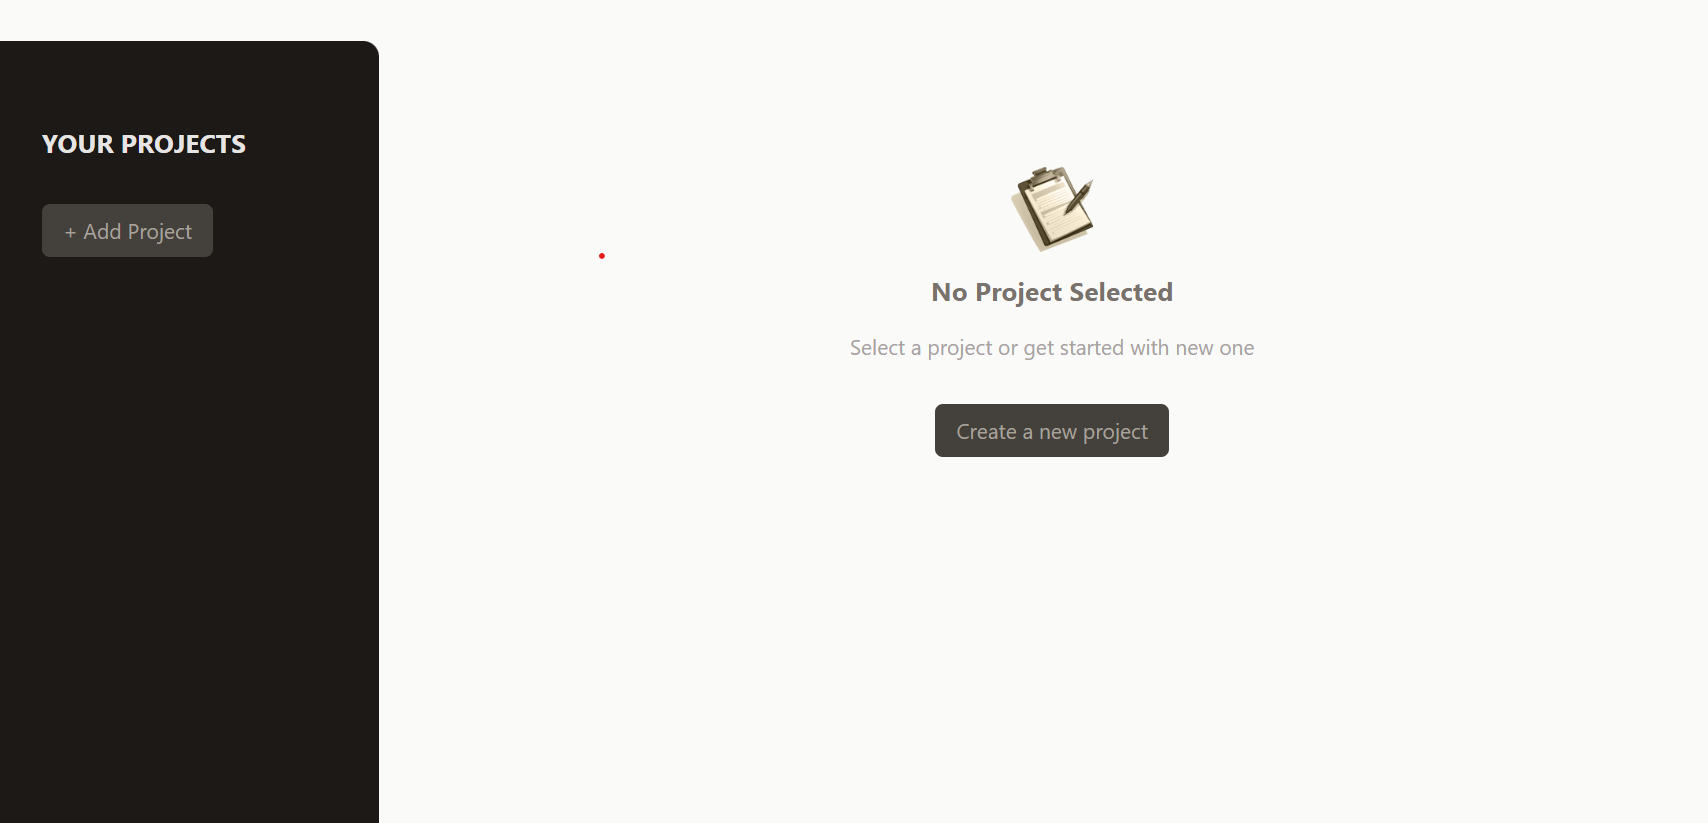 YOUR PROJECTS
+ Add Project
No Project Selected
Select a project or get started with new one
Create a new project